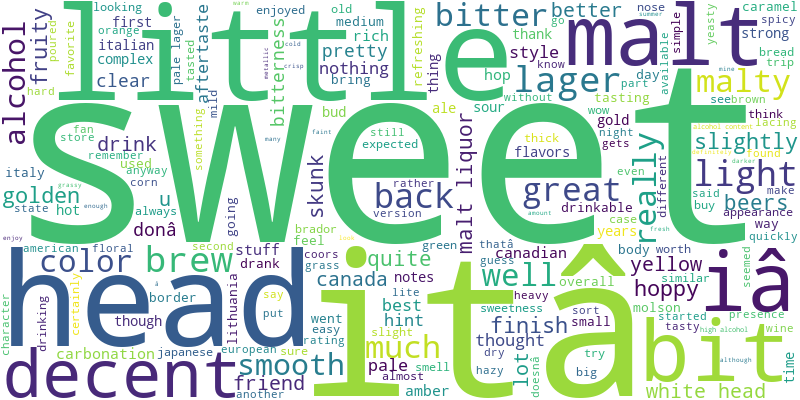 looking
first
poured
orange
italian
complex
favorite
clear
hard
alcohol
fruity
little
enjoyed
pale lager
tasted
aftertaste
warm
old
medium
rich
cold
pretty
refreshing
crisp
metallic
nothing
bring
bitterness
mild
bitter
better
go
thank
style
know
thing
lager
hop
day
malt
nose
simple
yeasty
available
summer
mine
caramel
spicy
strong
bread
trip
malty
part
see
brown
tasting
without
wow
sour
ale
bud
something
many
fan
store
drink
remember
used
anyway
corn
italy
grassy
golden
u
state
hot
always
enough
donâ
sweet
still
expected
faint
thick
flavors
gold
night
gets
think
lacing
alcohol content
found
particularly
slightly
even
light
different
darker
said
make
buy
beers
appearance
way
case
years
quickly
really
great
drinkable
amount
fresh
rather
back
version
malt liquor
skunk
going
brador
feel
enjoy
american
floral
second
stuff
drank
coors
grass
color
brew
quite
green
thatâ
guess
canadian
well
body
worth
yellow
similar
seemed
iâ
character
head
certainly
â
border
though
lithuania
say
put
canada
notes
lite
best
hint
heavy
sweetness
overall
sort
small
finish
hoppy
molson
started
presence
tasty
high alcohol
wine
drinking
japanese
european
sure
carbonation
smooth
friend
another
decent
went
easy
rating
slight
much
pale
almost
smell
amber
thought
dry
hazy
lot
doesnâ
try
big
itâ
bit
although
white head
time
look